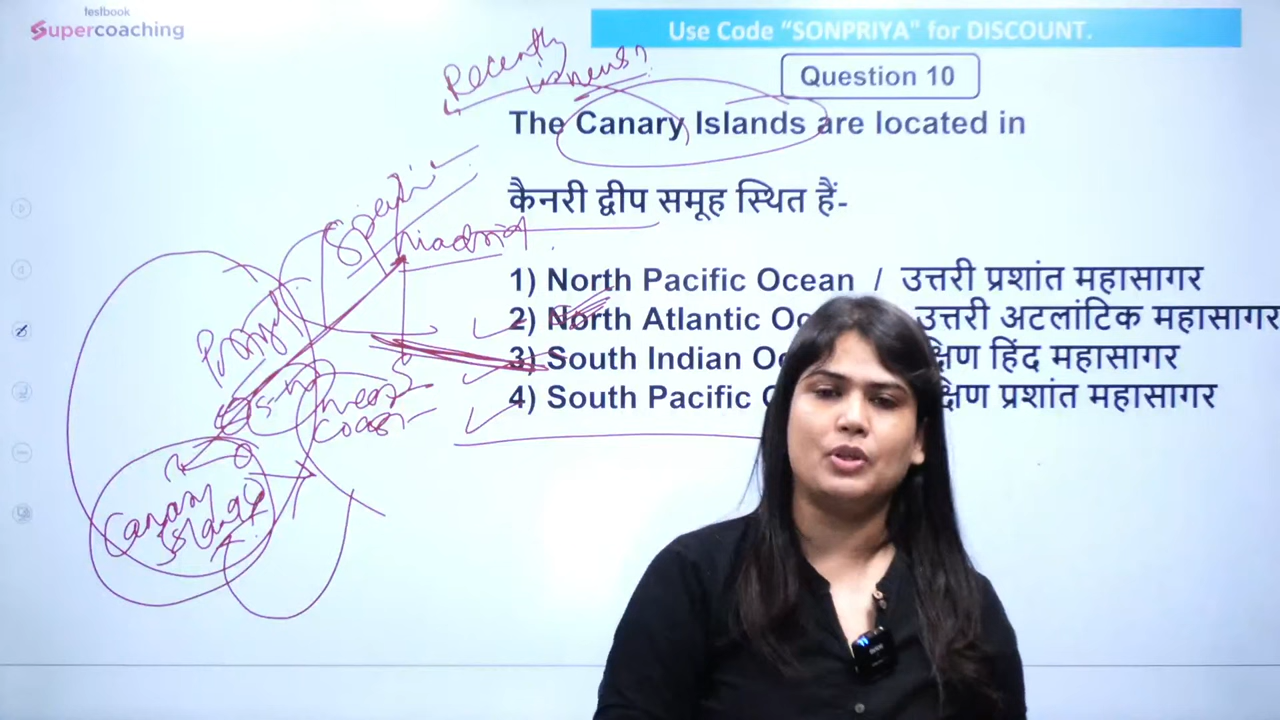 testbook
Supercoaching
Use Code “SONPRIYA" for DISCOUNT.
Recently
in news?
Question 10
The Canary Islands are located in
कैनरी द्वीप समूह स्थित हैं-
Madrid
1) North Pacific Ocean / उत्तरी प्रशांत महासागर
2) North Atlantic Oc उत्तरी अटलांटिक महासागर
3) South Indian Oc क्षिण हिंद महासागर
4) South Pacific क्षिण प्रशांत महासागर
west
coast
Canary
Islands